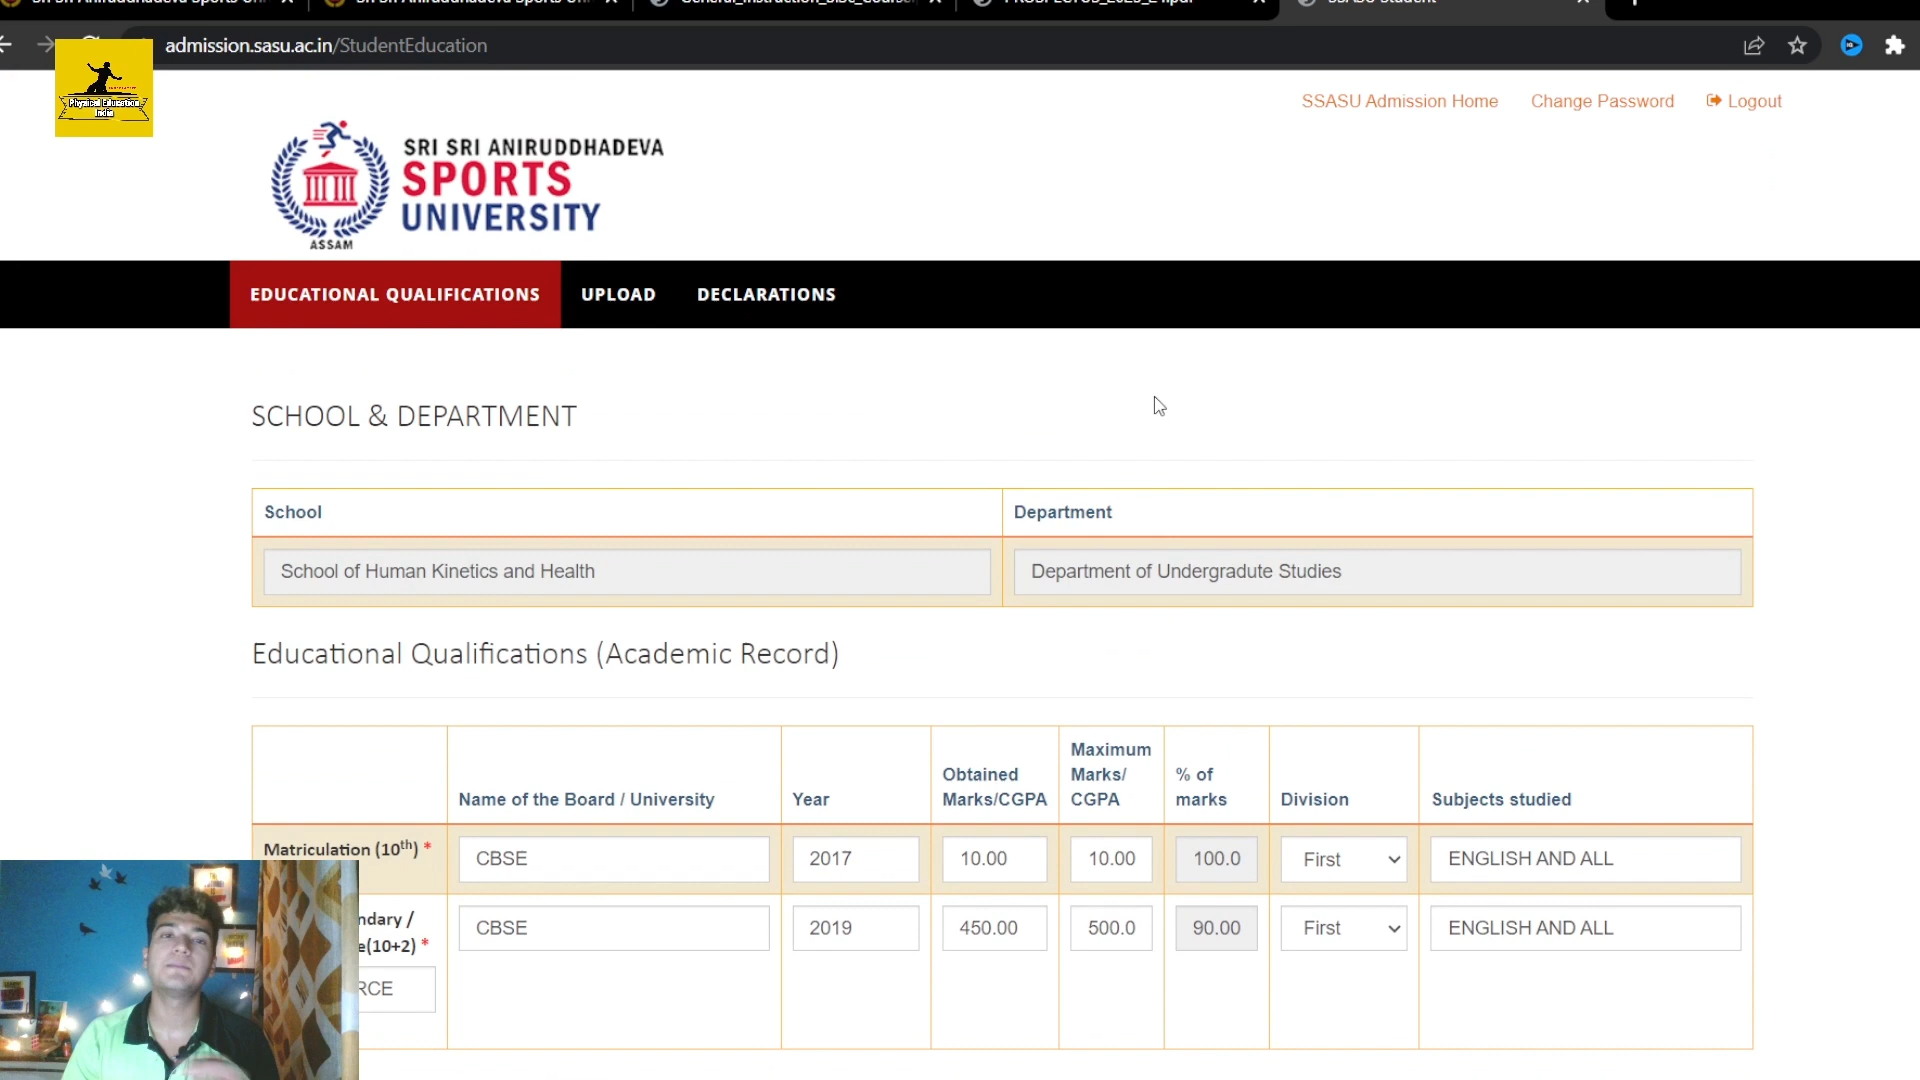 admission.sasu.ac.in/StudentEducation
Physical Education
India
SSASU Admission Home
Change Password
Logout
SRI SRI ANIRUDDHADEVA
SPORTS
UNIVERSITY
ASSAM
EDUCATIONAL QUALIFICATIONS
UPLOAD
DECLARATIONS
SCHOOL & DEPARTMENT
School
Department
School of Human Kinetics and Health
Department of Undergradute Studies
Educational Qualifications (Academic Record)
Name of the Board / University
Year
Obtained
Marks/CGPA
Maximum
Marks/
CGPA
% of
marks
Division
Subjects studied
Matriculation (10th) *
CBSE
2017
10.00
10.00
100.0
First
ENGLISH AND ALL
ndary /
e(10+2) *
RCE
CBSE
2019
450.00
500.0
90.00
First
ENGLISH AND ALL